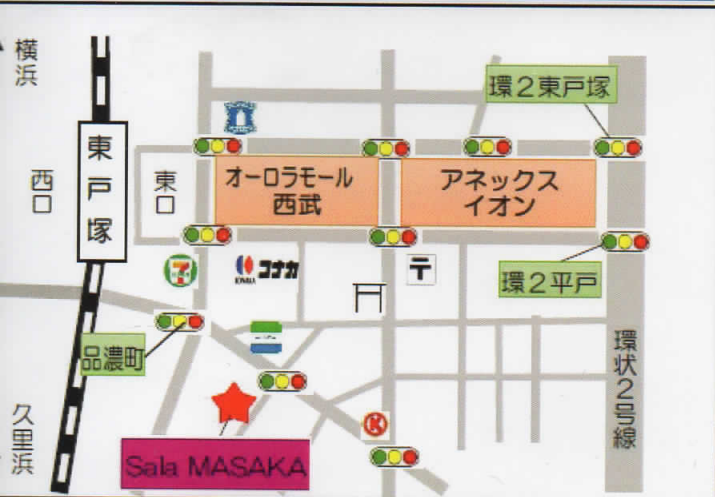 横浜
東戸塚
西口
東口
環2東戸塚
オーロラモール
西武
アネックス
イオン
7
KONAKA
コナカ
〒
環2平戸
品濃町
環状2号線
久里浜
K
Sala MASAKA